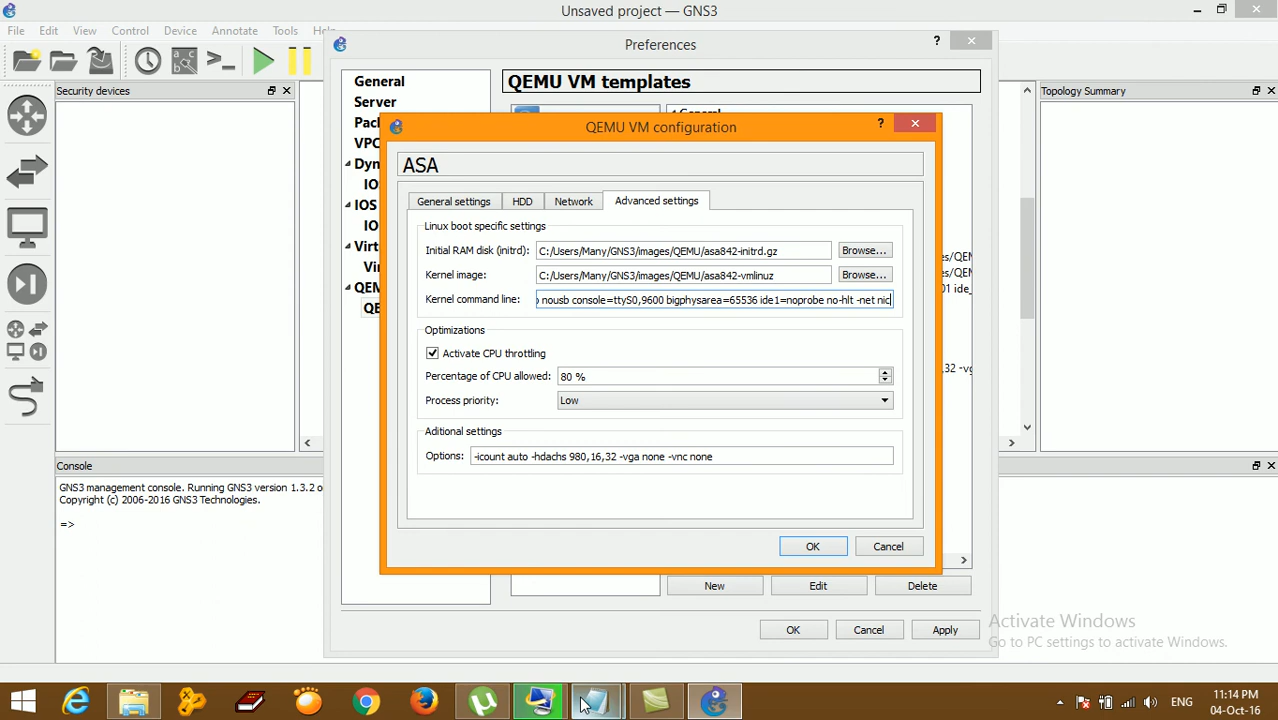 Unsaved project — GNS3
File Edit View Control Device Annotate Tools Help
Preferences
?
Security devices
Topology Summary
General
Server
QEMU VM templates
QEMU VM configuration
?
ASA
General settings HDD Network Advanced settings
Linux boot specific settings
Initial RAM disk (initrd): C:/Users/Many/GNS3/images/QEMU/asa842-initrd.gz Browse...
Kernel image: C:/Users/Many/GNS3/images/QEMU/asa842-vmlinuz Browse...
Kernel command line: nousb console=ttyS0,9600 bigphysarea=65536 ide1=noprobe no-hlt -net nic
Optimizations
Activate CPU throttling
Percentage of CPU allowed: 80 %
Process priority: Low
Aditional settings
Options: -icount auto -hdachs 980,16,32 -vga none -vnc none
OK Cancel
Console
GNS3 management console. Running GNS3 version 1.3.2 o
Copyright (c) 2006-2016 GNS3 Technologies.
=>
New Edit Delete
OK Cancel Apply
Activate Windows
Go to PC settings to activate Windows.
ENG
11:14 PM
04-Oct-16